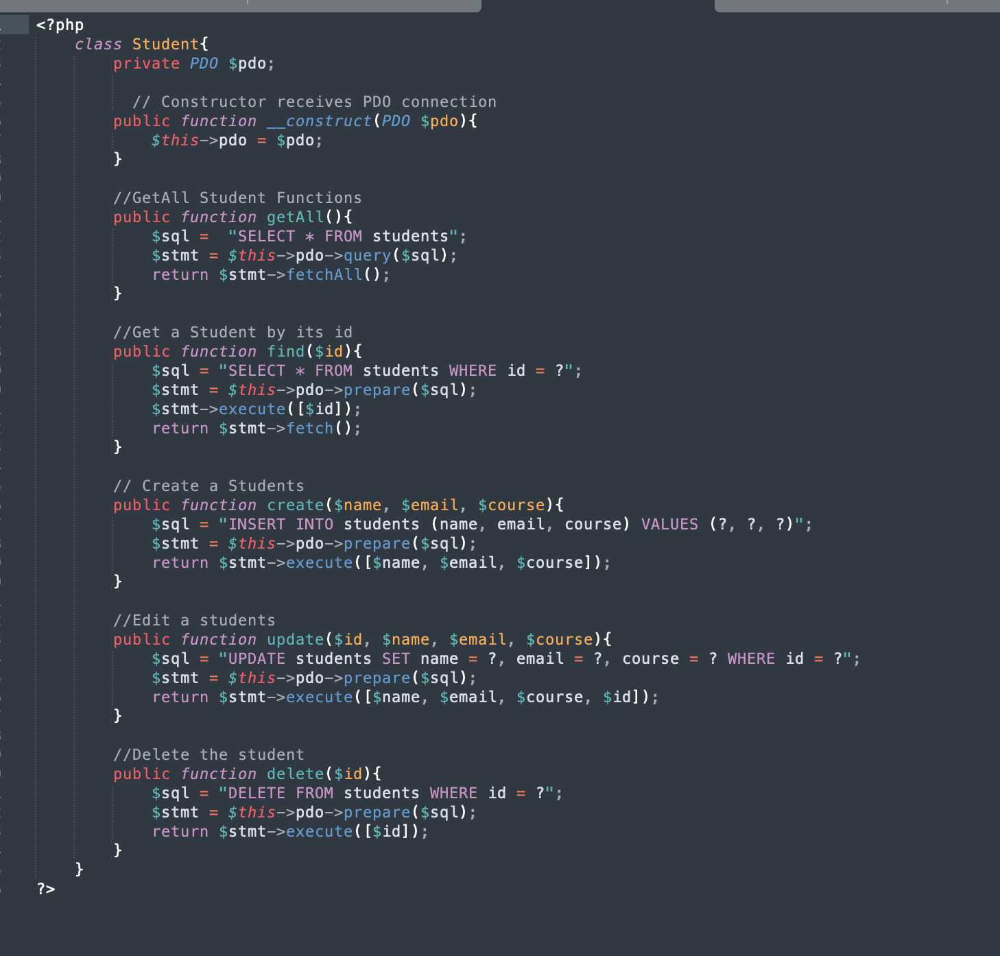 <?php
class Student{
private PDO $pdo;
// Constructor receives PDO connection
public function __construct(PDO $pdo){
$this->pdo = $pdo;
}
//GetAll Student Functions
public function getAll(){
$sql =  "SELECT * FROM students";
$stmt = $this->pdo->query($sql);
return $stmt->fetchAll();
}
//Get a Student by its id
public function find($id){
$sql = "SELECT * FROM students WHERE id = ?";
$stmt = $this->pdo->prepare($sql);
$stmt->execute([$id]);
return $stmt->fetch();
}
// Create a Students
public function create($name, $email, $course){
$sql = "INSERT INTO students (name, email, course) VALUES (?, ?, ?)";
$stmt = $this->pdo->prepare($sql);
return $stmt->execute([$name, $email, $course]);
}
//Edit a students
public function update($id, $name, $email, $course){
$sql = "UPDATE students SET name = ?, email = ?, course = ? WHERE id = ?";
$stmt = $this->pdo->prepare($sql);
return $stmt->execute([$name, $email, $course, $id]);
}
//Delete the student
public function delete($id){
$sql = "DELETE FROM students WHERE id = ?";
$stmt = $this->pdo->prepare($sql);
return $stmt->execute([$id]);
}
}
?>